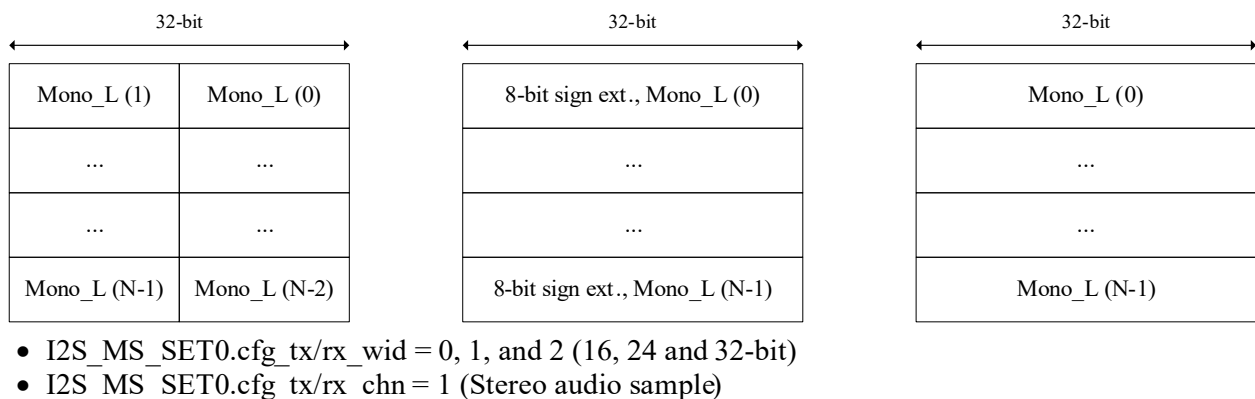 32-bit 32-bit 32-bit
Mono_L (1) Mono_L (0) 8-bit sign ext., Mono_L (0) Mono_L (0)
... ... ... ...
... ... ... ...
Mono_L (N-1) Mono_L (N-2) 8-bit sign ext., Mono_L (N-1) Mono_L (N-1)
• I2S_MS_SET0.cfg_tx/rx_wid = 0, 1, and 2 (16, 24 and 32-bit)
• I2S_MS_SET0.cfg_tx/rx_chn = 1 (Stereo audio sample)